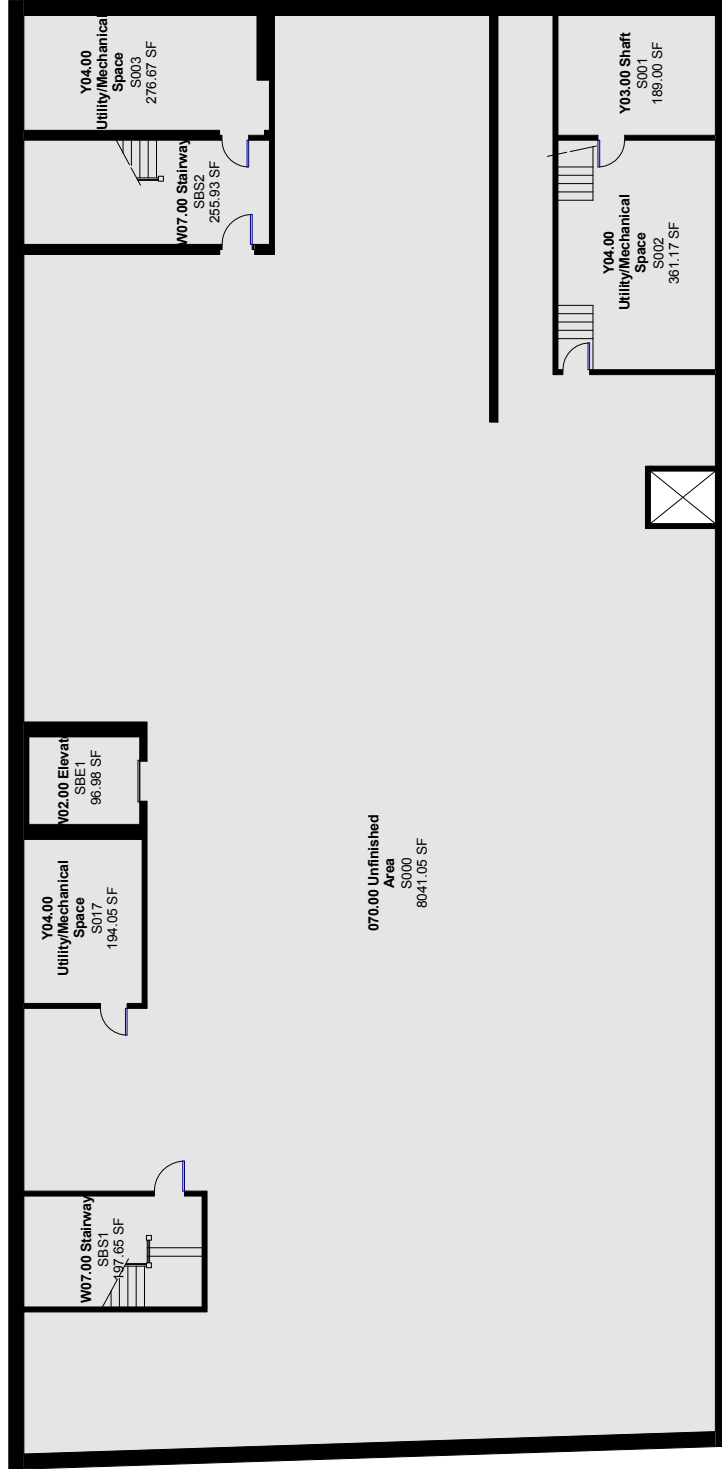 Y04.00
Utility/Mechanical
Space
S003
276.67 SF
W07.00 Stairway
SBS2
255.93 SF
Y03.00 Shaft
S001
189.00 SF
Y04.00
Utility/Mechanical
Space
S002
361.17 SF
W02.00 Elevat
SBE1
96.98 SF
Y04.00
Utility/Mechanical
Space
S017
194.05 SF
070.00 Unfinished
Area
S000
8041.05 SF
W07.00 Stairway
SBS1
197.65 SF